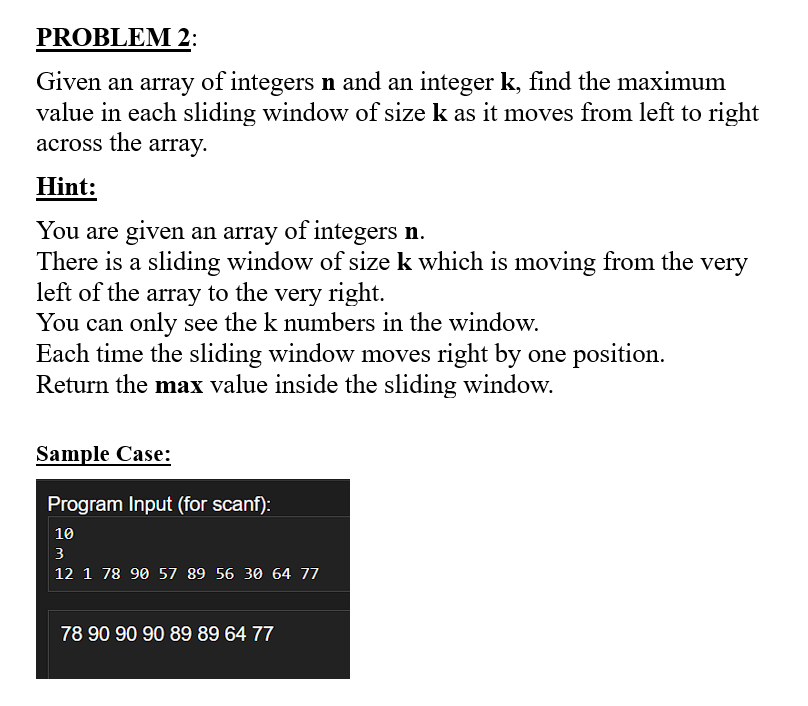 PROBLEM 2:
Given an array of integers n and an integer k, find the maximum
value in each sliding window of size k as it moves from left to right
across the array.
Hint:
You are given an array of integers n.
There is a sliding window of size k which is moving from the very
left of the array to the very right.
You can only see the k numbers in the window.
Each time the sliding window moves right by one position.
Return the max value inside the sliding window.
Sample Case:
Program Input (for scanf):
10
3
12 1 78 90 57 89 56 30 64 77
78 90 90 90 89 89 64 77